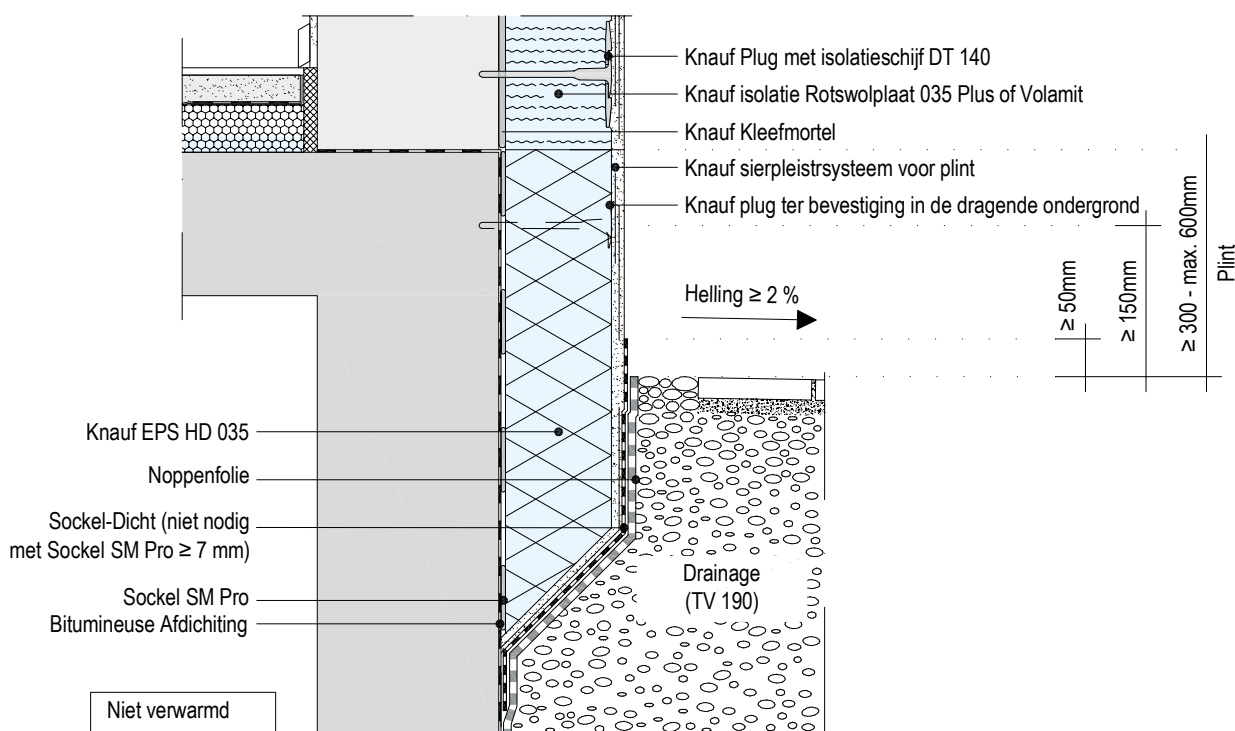 Knauf Plug met isolatieschijf DT 140
Knauf isolatie Rotswolplaat 035 Plus of Volamit
Knauf Kleefmortel
Knauf sierpleistrsysteem voor plint
Knauf plug ter bevestiging in de dragende ondergrond
Helling ≥ 2 %
≥ 50mm
≥ 150mm
≥ 300 - max. 600mm
Plint
Knauf EPS HD 035
Noppenfolie
Sockel-Dicht (niet nodig
met Sockel SM Pro ≥ 7 mm)
Sockel SM Pro
Bitumineuse Afdichiting
Drainage
(TV 190)
Niet verwarmd